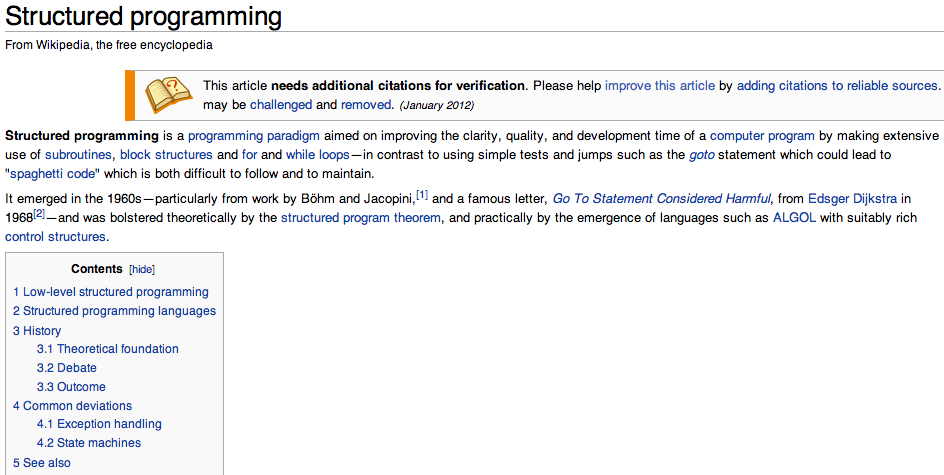 Structured programming
From Wikipedia, the free encyclopedia
This article needs additional citations for verification. Please help improve this article by adding citations to reliable sources.
may be challenged and removed. (January 2012)
Structured programming is a programming paradigm aimed on improving the clarity, quality, and development time of a computer program by making extensive
use of subroutines, block structures and for and while loops—in contrast to using simple tests and jumps such as the goto statement which could lead to
"spaghetti code" which is both difficult to follow and to maintain.
It emerged in the 1960s—particularly from work by Böhm and Jacopini,[1] and a famous letter, Go To Statement Considered Harmful, from Edsger Dijkstra in
1968[2]—and was bolstered theoretically by the structured program theorem, and practically by the emergence of languages such as ALGOL with suitably rich
control structures.
Contents [hide]
1 Low-level structured programming
2 Structured programming languages
3 History
3.1 Theoretical foundation
3.2 Debate
3.3 Outcome
4 Common deviations
4.1 Exception handling
4.2 State machines
5 See also